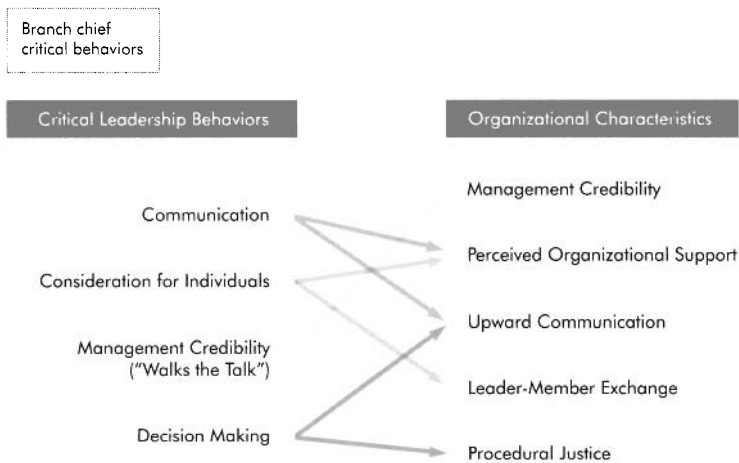 Branch chief
critical behaviors
Critical Leadership Behaviors
Communication
Consideration for Individuals
Management Credibility
("Walks the Talk")
Decision Making
Organizational Characteristics
Management Credibility
Perceived Organizational Support
Upward Communication
Leader-Member Exchange
Procedural Justice